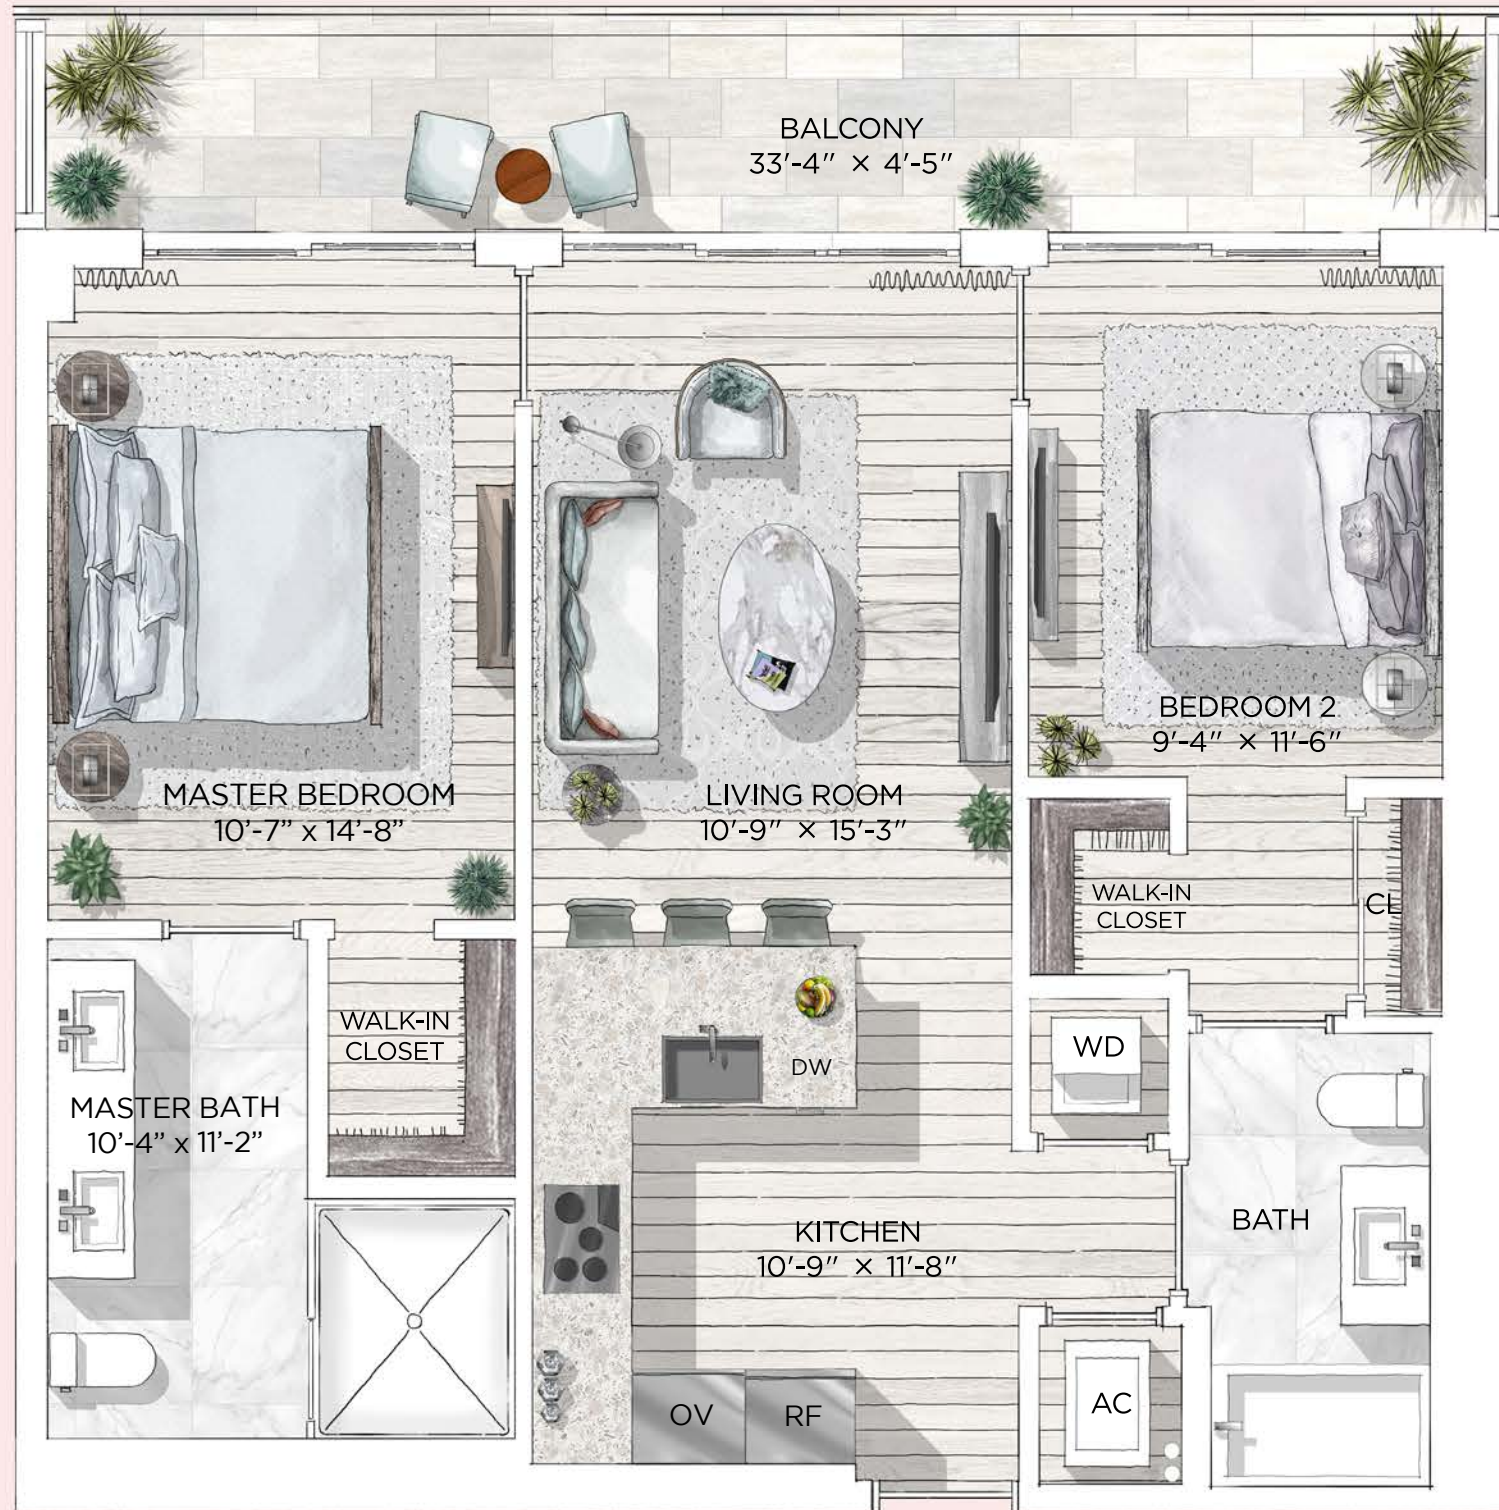 BALCONY
33'-4" × 4'-5"
BEDROOM 2
9'-4" × 11'-6"
MASTER BEDROOM
10'-7” x 14'-8”
LIVING ROOM
10'-9" × 15'-3"
WALK-IN
CLOSET
CL
WALK-IN
CLOSET
WD
DW
MASTER BATH
10'-4” x 11'-2”
KITCHEN
10'-9" × 11'-8"
BATH
OV
RF
AC